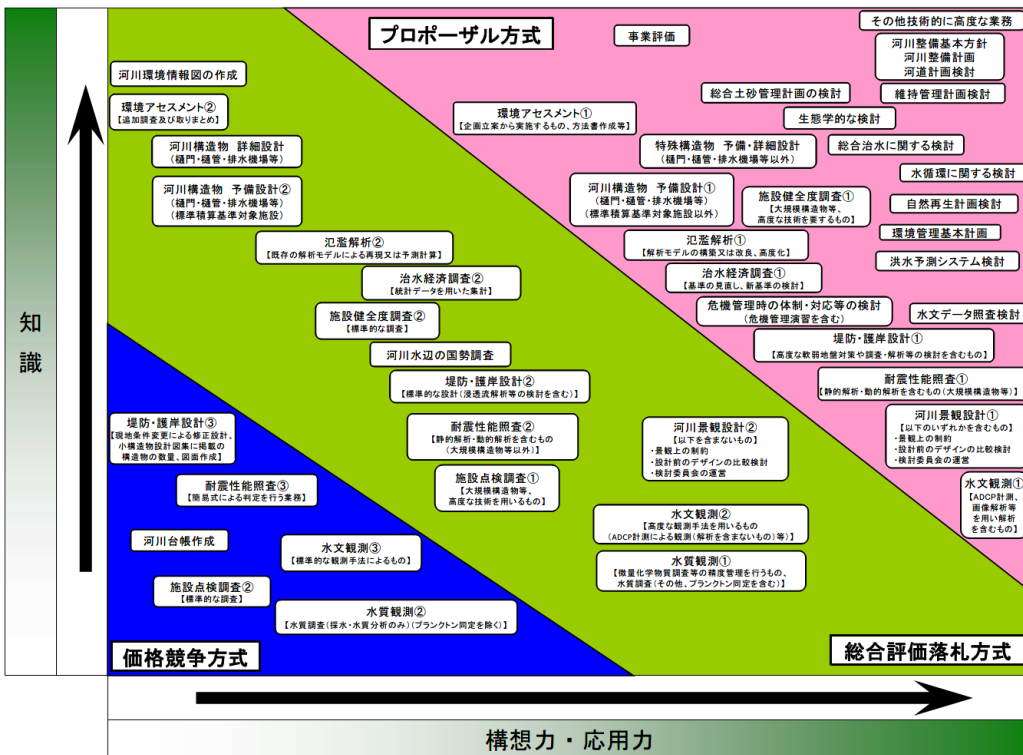 プロポーザル方式
事業評価
その他技術的に高度な業務
河川整備基本方針
河川整備計画
河道計画検討
河川環境情報図の作成
総合土砂管理計画の検討
維持管理計画検討
環境アセスメント②
【追加調査及び取りまとめ】
環境アセスメント①
【企画立案から実施するもの、方法書作成等】
生態学的な検討
河川構造物 詳細設計
(樋門・樋管・排水機場等)
特殊構造物 予備・詳細設計
(樋門・樋管・排水機場等以外)
総合治水に関する検討
水循環に関する検討
河川構造物 予備設計②
(樋門・樋管・排水機場等)
(標準積算基準対象施設)
河川構造物 予備設計①
(樋門・樋管・排水機場等)
(標準積算基準対象施設以外)
施設健全度調査①
【大規模構造物等、
高度な技術を要するもの】
自然再生計画検討
環境管理基本計画
氾濫解析②
【既存の解析モデルによる再現又は予測計算】
氾濫解析①
【解析モデルの構築又は改良、高度化】
洪水予測システム検討
治水経済調査②
【統計データを用いた集計】
治水経済調査①
【基準の見直し、新基準の検討】
施設健全度調査②
【標準的な調査】
危機管理時の体制・対応等の検討
(危機管理演習を含む)
水文データ照査検討
知
識
河川水辺の国勢調査
堤防・護岸設計①
【高度な軟弱地盤対策や調査・解析等の検討を含むもの】
堤防・護岸設計②
【標準的な設計(浸透流解析等の検討を含む)】
耐震性能照査①
【静的解析・動的解析を含むもの(大規模構造物等)】
堤防・護岸設計③
【現地条件変更による修正設計、
小構造物設計図集に掲載の
構造物の数量、図面作成】
耐震性能照査②
【静的解析・動的解析を含むもの
(大規模構造物等以外)】
河川景観設計②
【以下を含まないもの】
・景観上の制約
・設計前のデザインの比較検討
・検討委員会の運営
河川景観設計①
【以下のいずれかを含むもの】
・景観上の制約
・設計前のデザインの比較検討
・検討委員会の運営
耐震性能照査③
【簡易式による判定を行う業務】
施設点検調査①
【大規模構造物等、
高度な技術を用いるもの】
水文観測①
【ADCP計測、
画像解析等
を用い解析
を含むもの】
河川台帳作成
水文観測③
【標準的な観測手法によるもの】
水文観測②
【高度な観測手法を用いるもの
(ADCP計測による観測(解析を含まないもの)等)】
施設点検調査②
【標準的な調査】
水質観測①
【微量化学物質調査等の精度管理を行うもの、
水質調査(その他、プランクトン同定を含む)】
水質観測②
【水質調査(採水・水質分析のみ)(プランクトン同定を除く)】
価格競争方式
総合評価落札方式
構想力・応用力